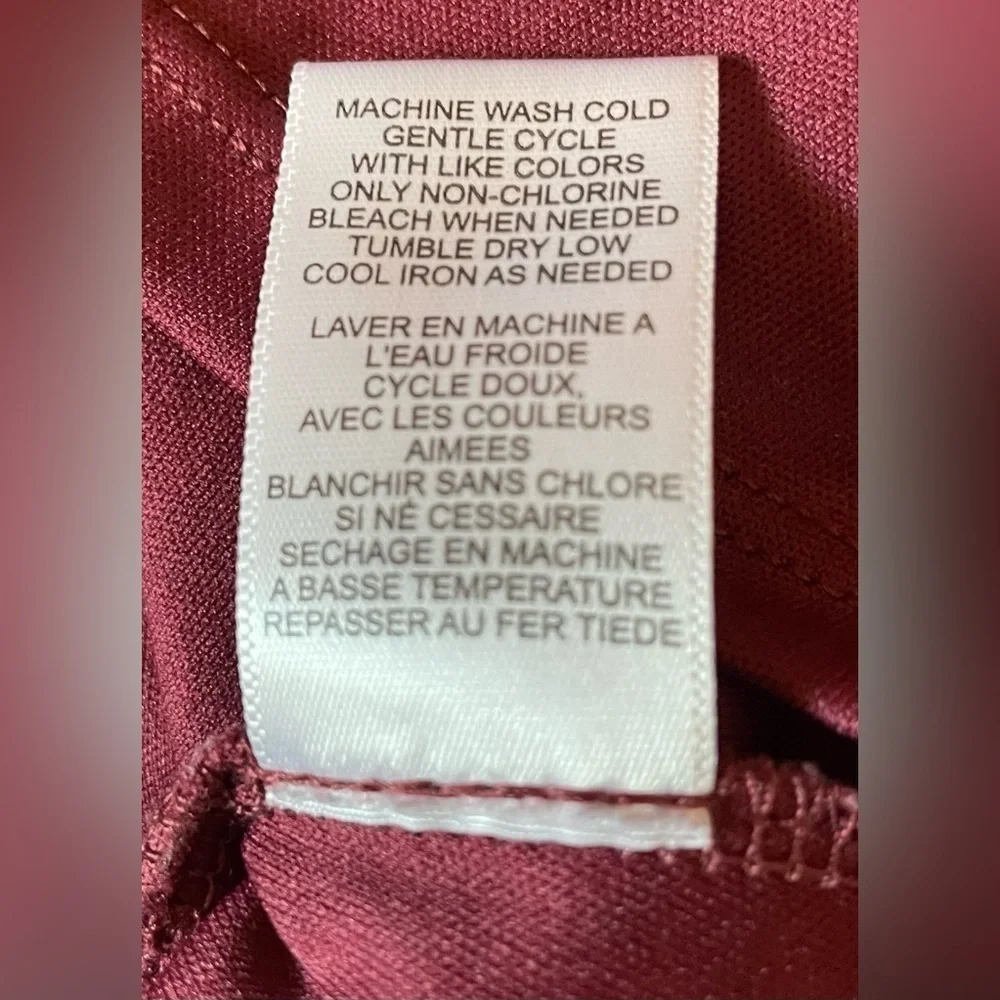 MACHINE WASH COLD
GENTLE CYCLE
WITH LIKE COLORS
ONLY NON-CHLORINE
BLEACH WHEN NEEDED
TUMBLE DRY LOW
COOL IRON AS NEEDED
LAVER EN MACHINE A
L'EAU FROIDE
CYCLE DOUX,
AVEC LES COULEURS
AIMEES
BLANCHIR SANS CHLORE
SI NÉ CESSAIRE
SECHAGE EN MACHINE
A BASSE TEMPERATURE
REPASSER AU FER TIEDE